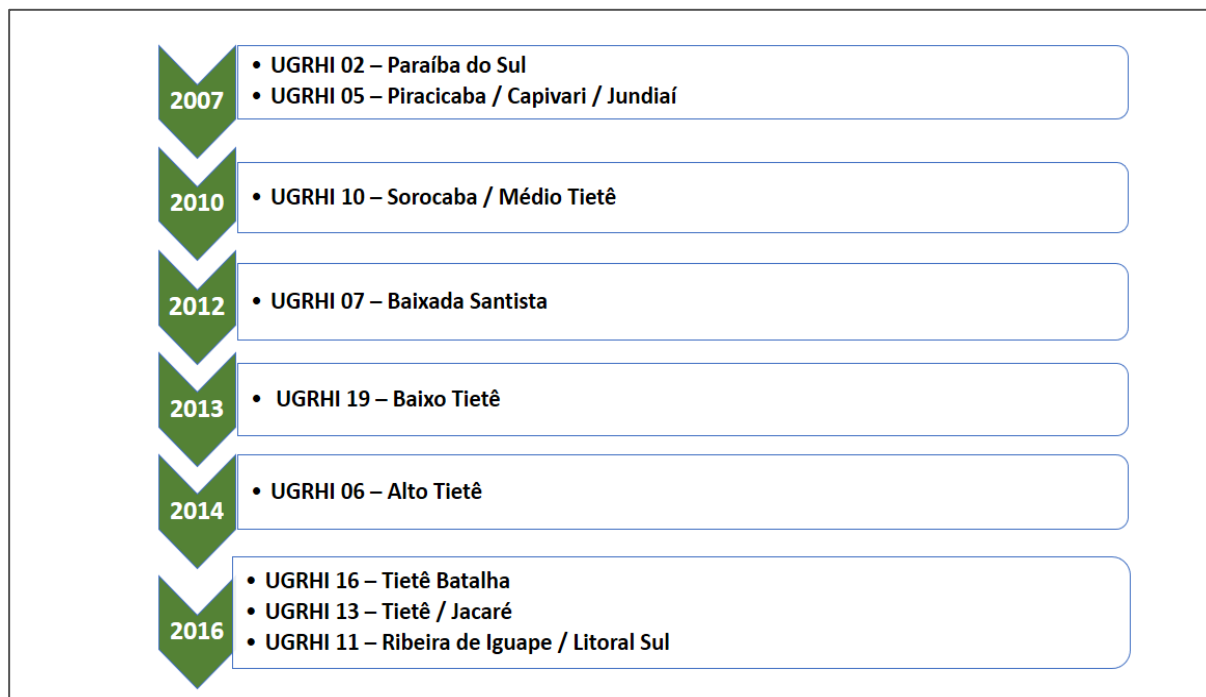 2007
• UGRHI 02 – Paraíba do Sul
• UGRHI 05 – Piracicaba / Capivari / Jundiaí
2010
• UGRHI 10 – Sorocaba / Médio Tietê
2012
• UGRHI 07 – Baixada Santista
2013
• UGRHI 19 – Baixo Tietê
2014
• UGRHI 06 – Alto Tietê
2016
• UGRHI 16 – Tietê Batalha
• UGRHI 13 – Tietê / Jacaré
• UGRHI 11 – Ribeira de Iguape / Litoral Sul